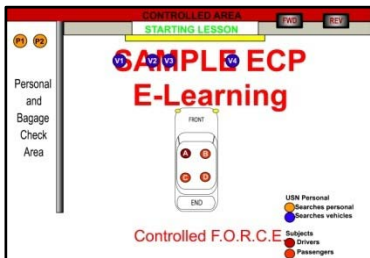 CONTROLLED AREA
FWD
REV
STARTING LESSON
P1 P2
SAMPLE ECP
V1 V2 V3 V4
E-Learning
Personal
and
Bagage
Check
Area
FRONT
A B
C D
END
Controlled F.O.R.C.E.
USN Personal
Searches personal
Searches vehicles
Subjects
Drivers
Passengers